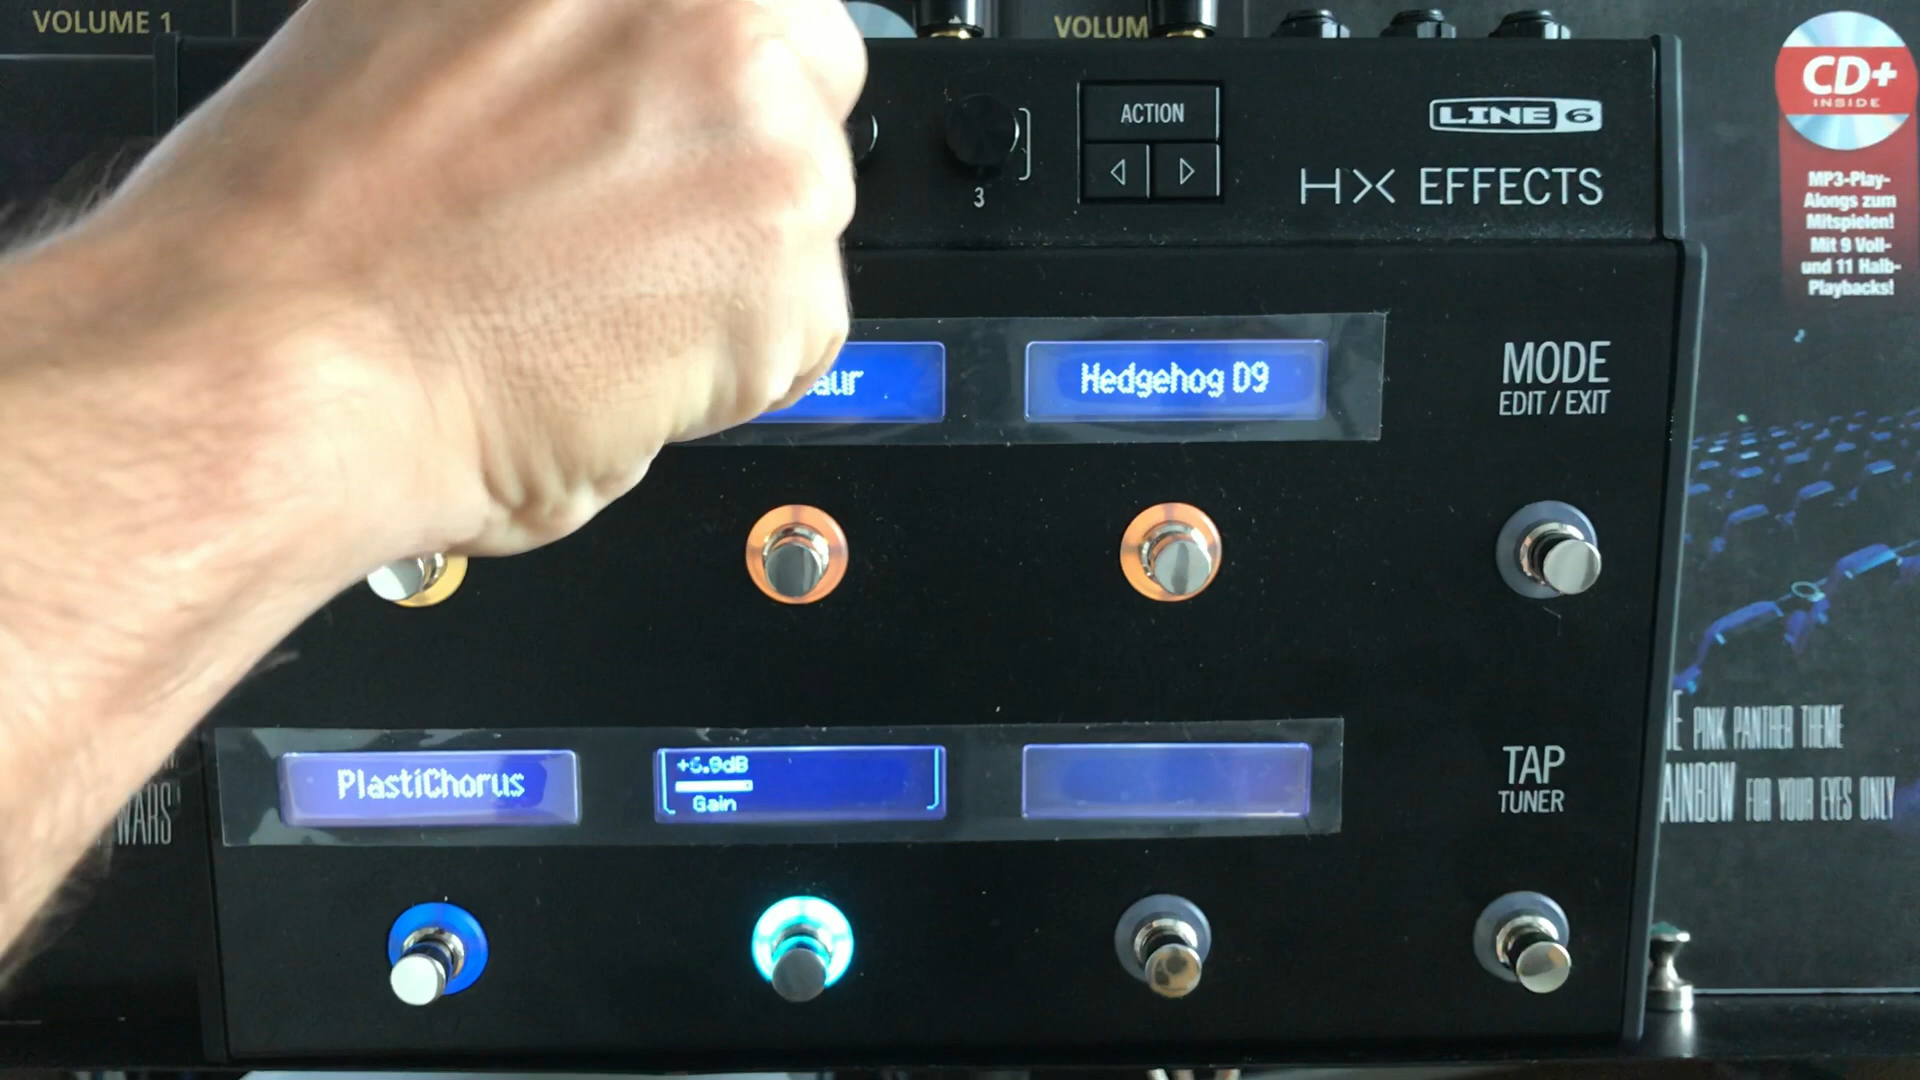 VOLUME 1
VOLUM
CD+
INSIDE
MP3-Play-
Alongs zum
Mitspielen!
Mit 9 Voll-
und 11 Halb-
Playbacks!
ACTION
LINE 6
HX EFFECTS
3
aur
Hedgehog D9
MODE
EDIT / EXIT
PlastiChorus
Gain
TAP
TUNER
E PINK PANTHER THEME
AINBOW FOR YOUR EYES ONLY
WARS